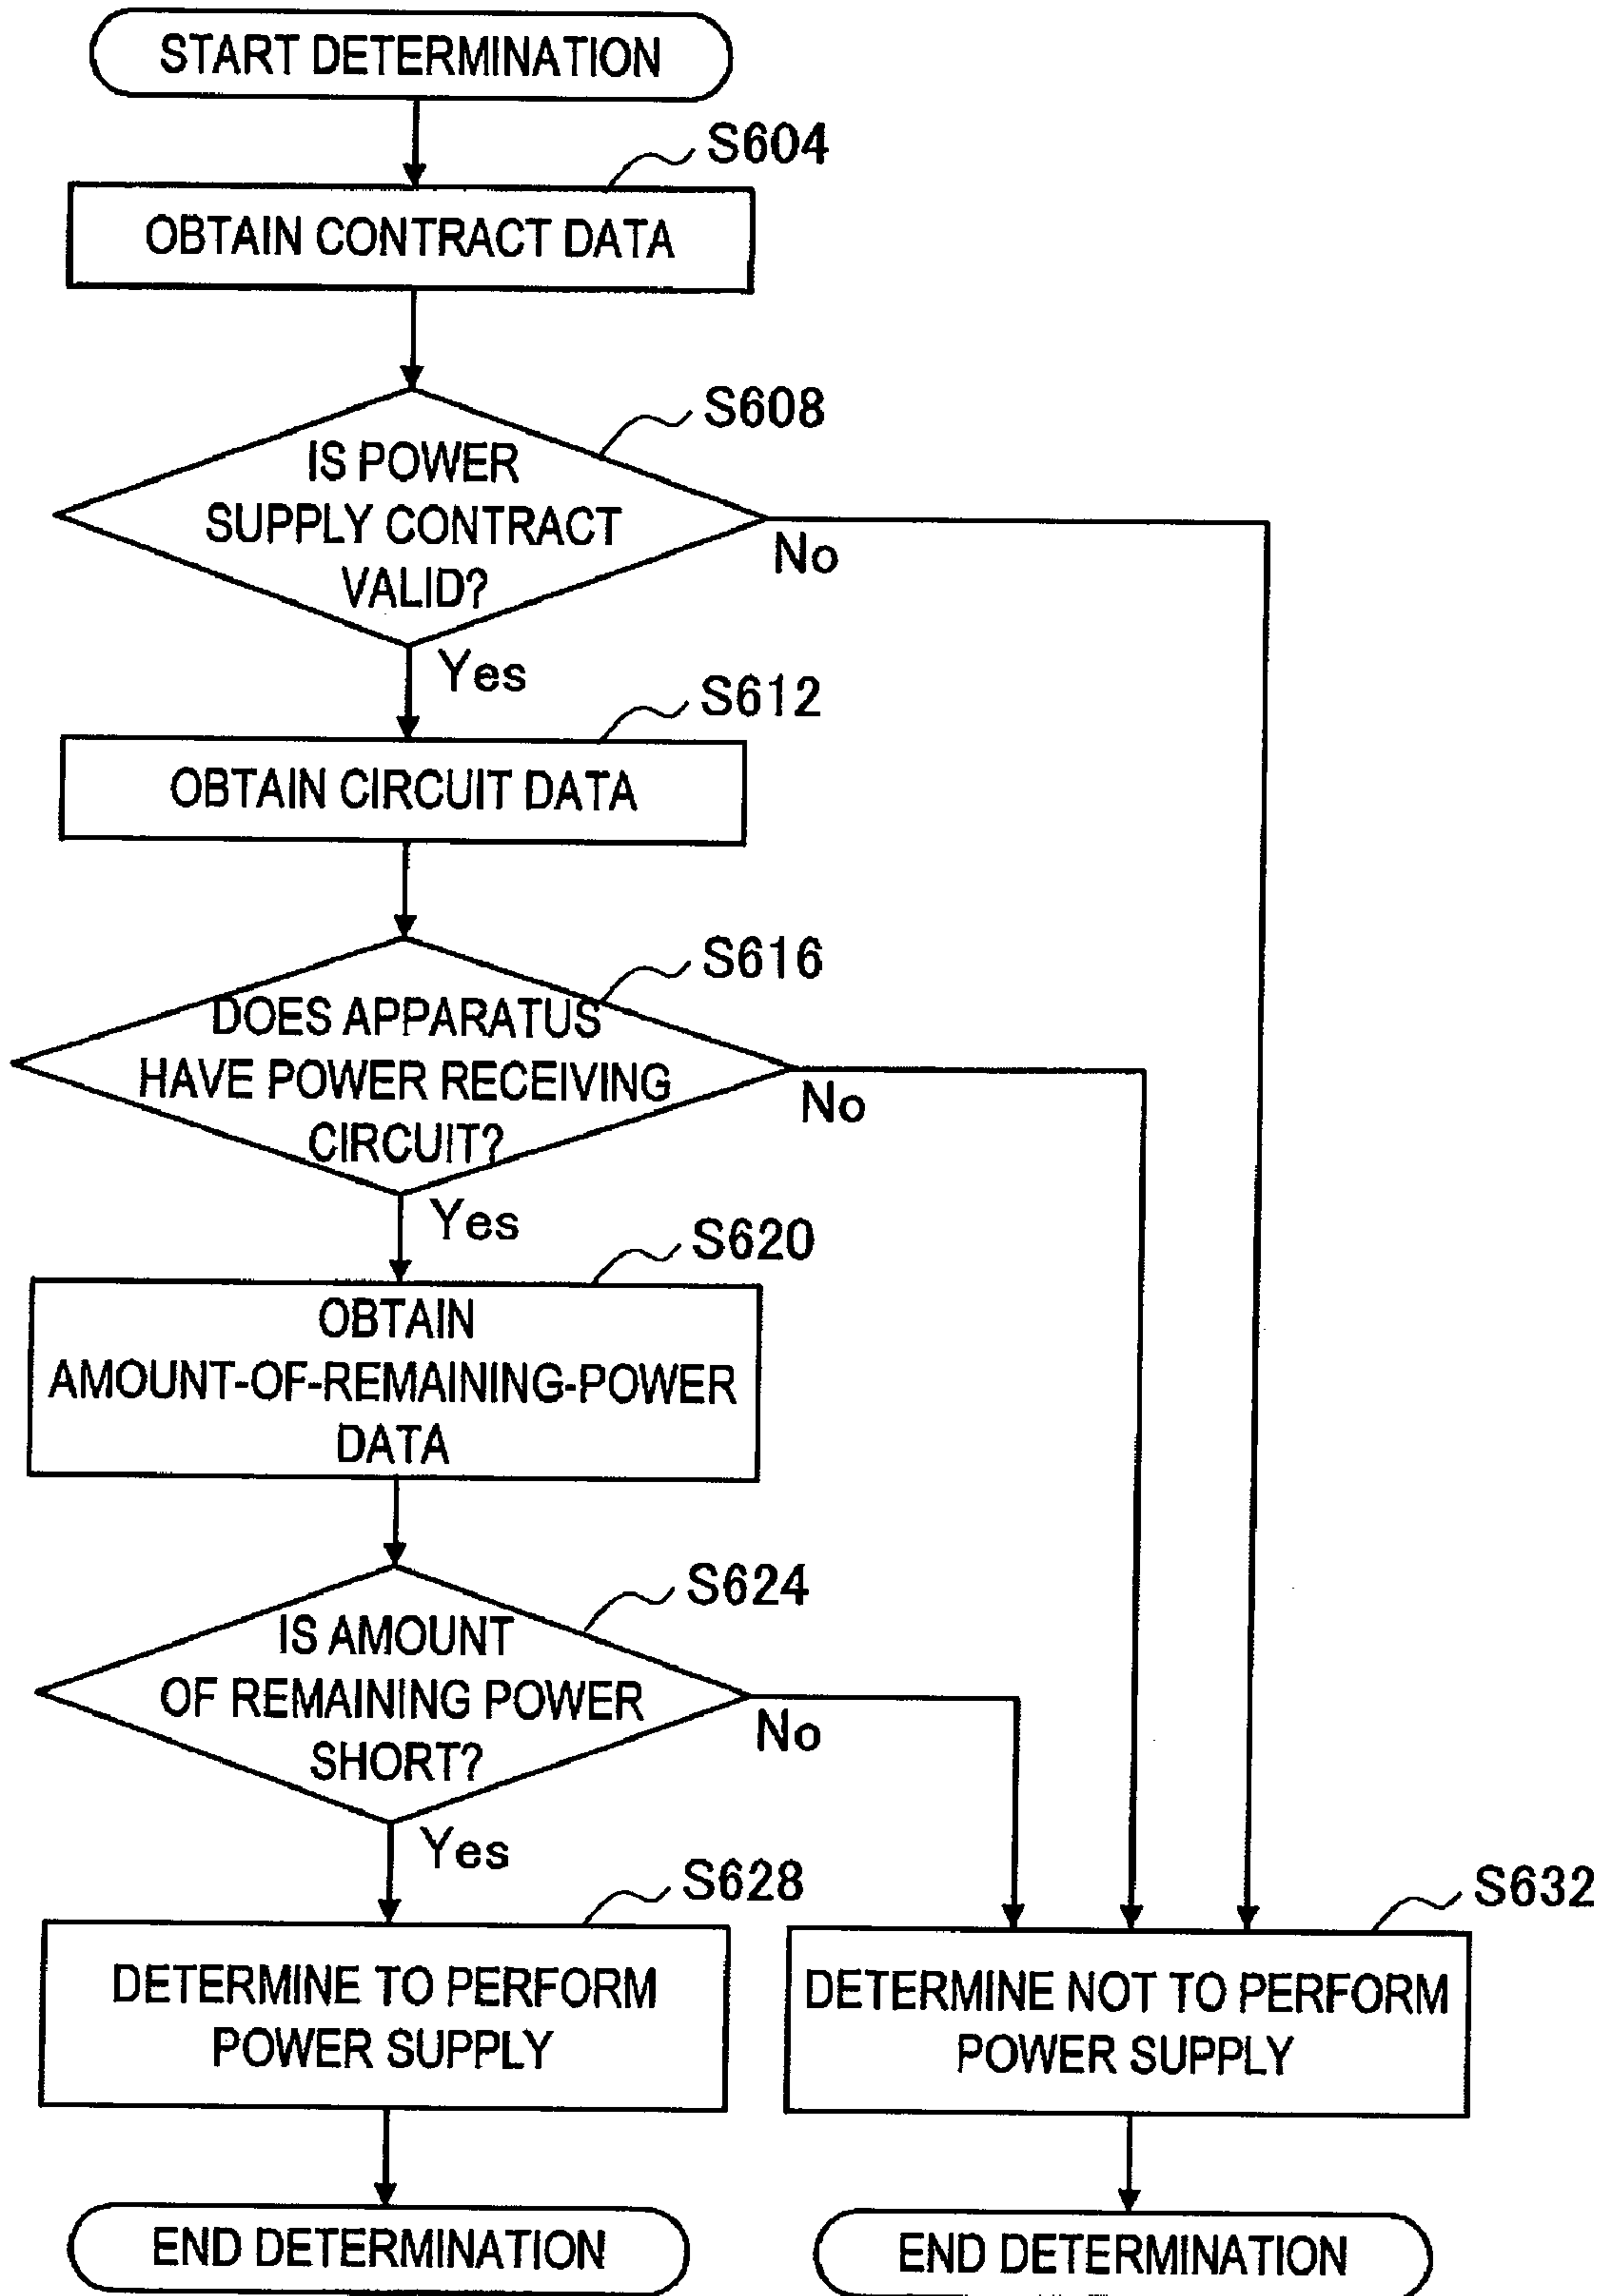 START DETERMINATION
S604
OBTAIN CONTRACT DATA
S608
IS POWER
SUPPLY CONTRACT
VALID?
No
Yes
S612
OBTAIN CIRCUIT DATA
S616
DOES APPARATUS
HAVE POWER RECEIVING
CIRCUIT?
No
Yes
S620
OBTAIN
AMOUNT-OF-REMAINING-POWER
DATA
S624
IS AMOUNT
OF REMAINING POWER
SHORT?
No
Yes
S628
DETERMINE TO PERFORM
POWER SUPPLY
S632
DETERMINE NOT TO PERFORM
POWER SUPPLY
END DETERMINATION
END DETERMINATION